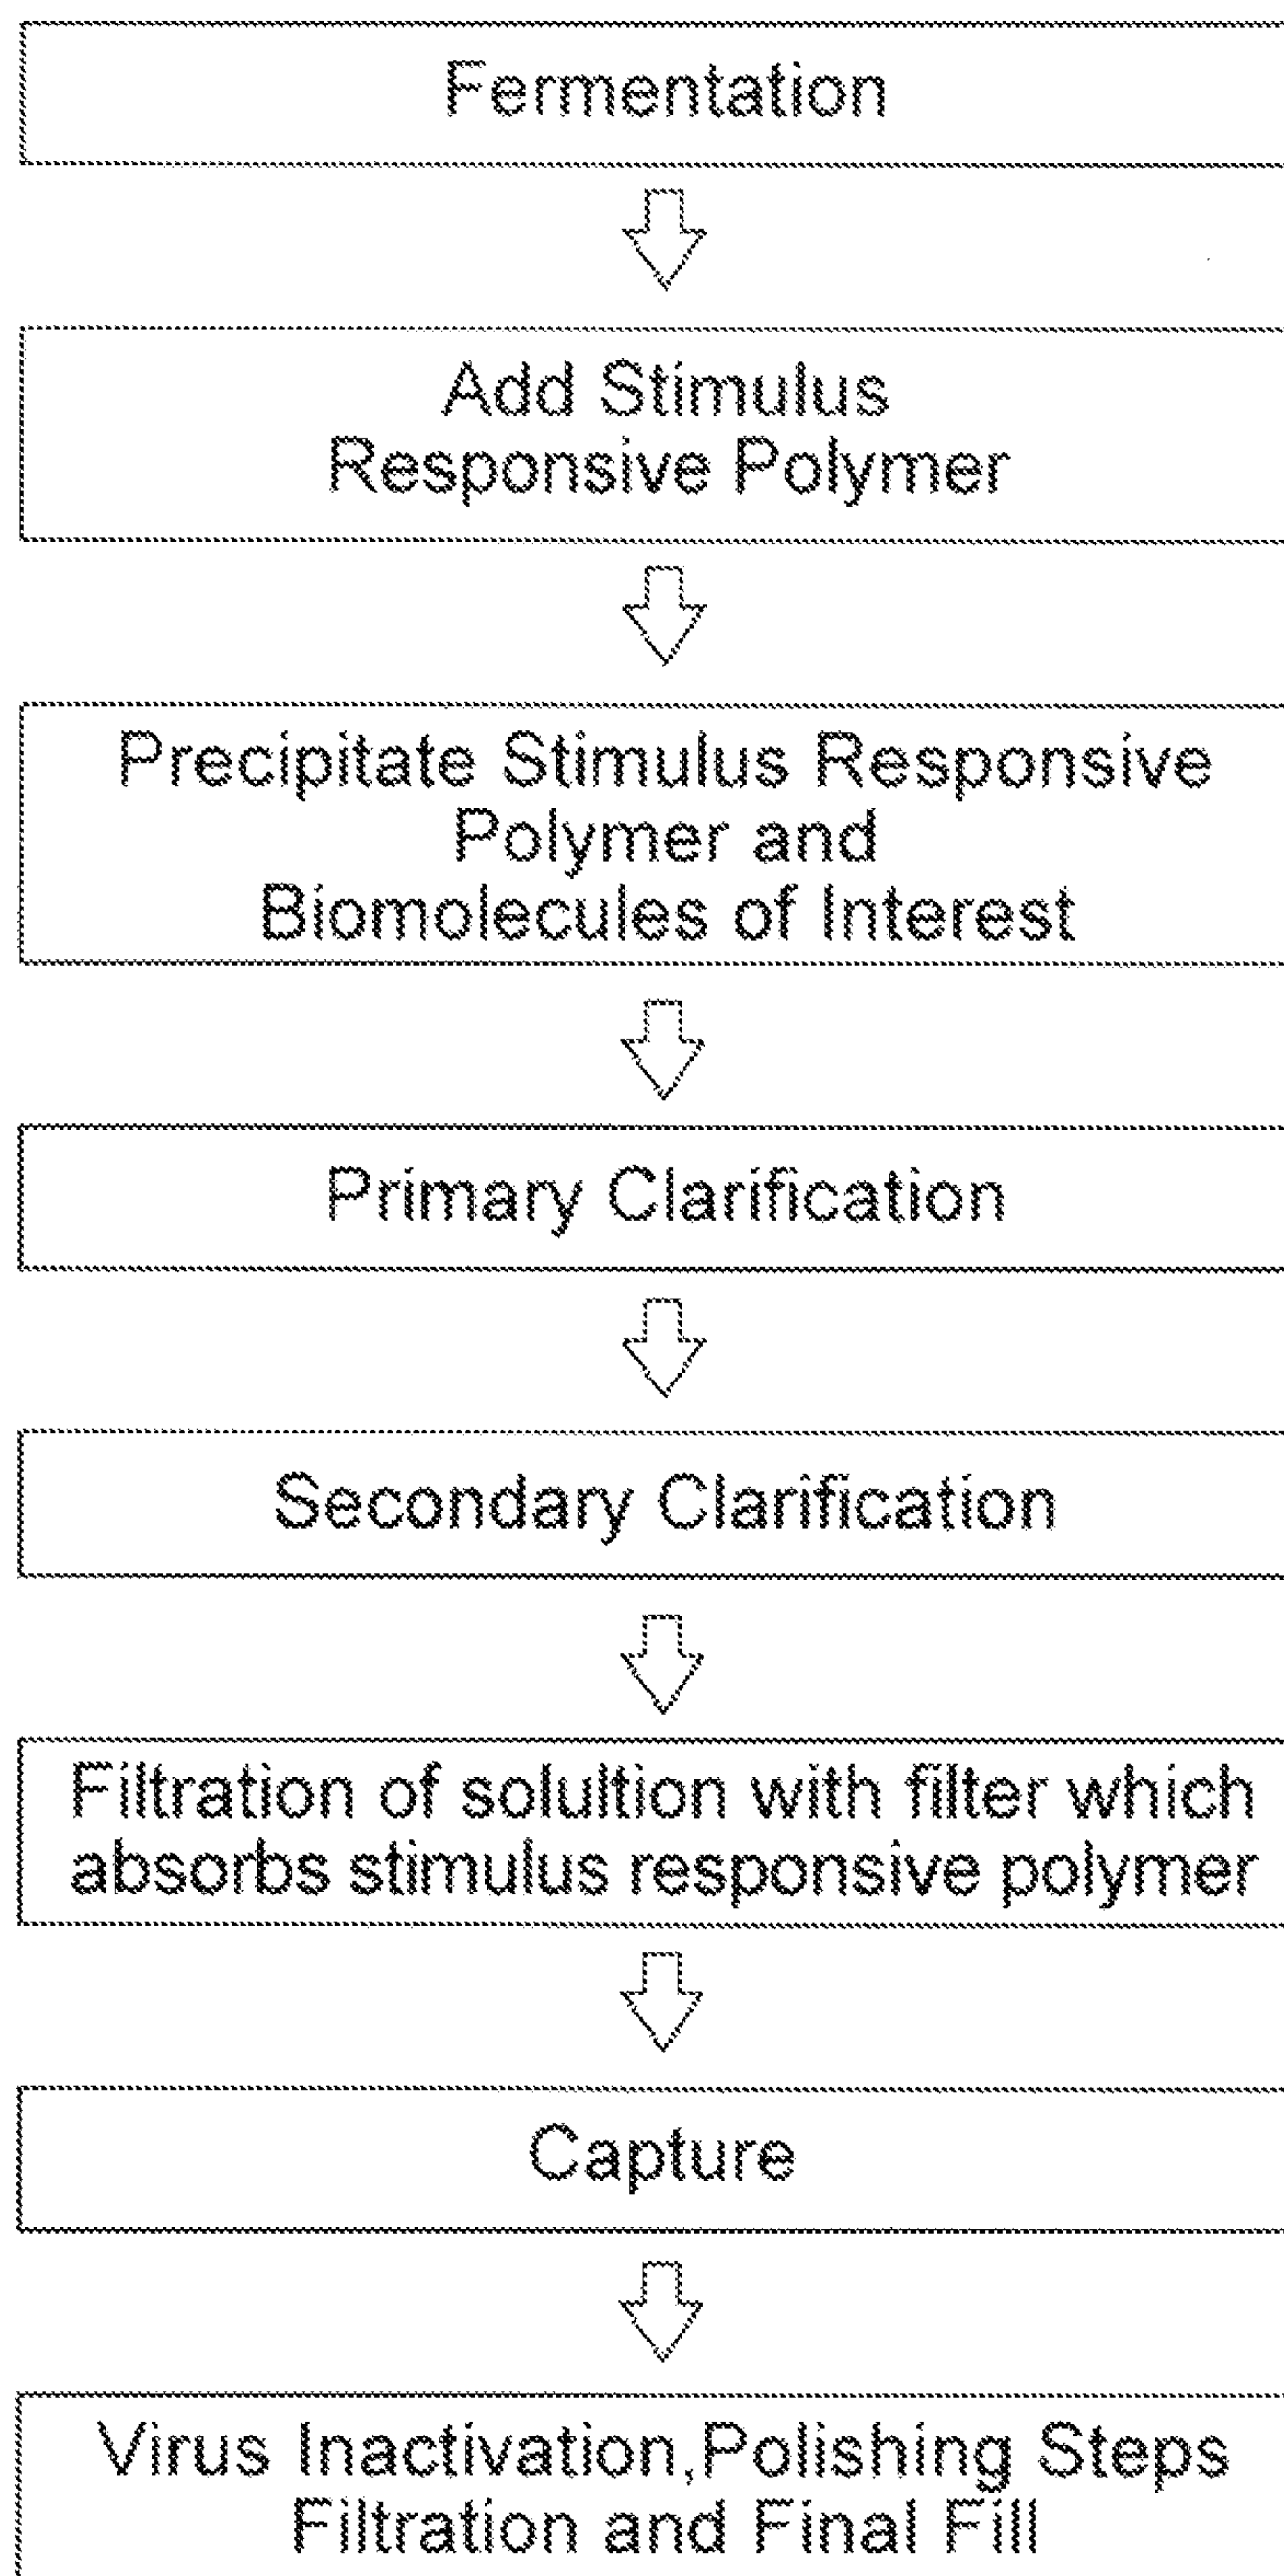 Fermentation
Add Stimulus
Responsive Polymer
Precipitate Stimulus Responsive
Polymer and
Biomolecules of Interest
Primary Clarification
Secondary Clarification
Filtration of solultion with filter which
absorbs stimulus responsive polymer
Capture
Virus Inactivation,Polishing Steps
Filtration and Final Fill